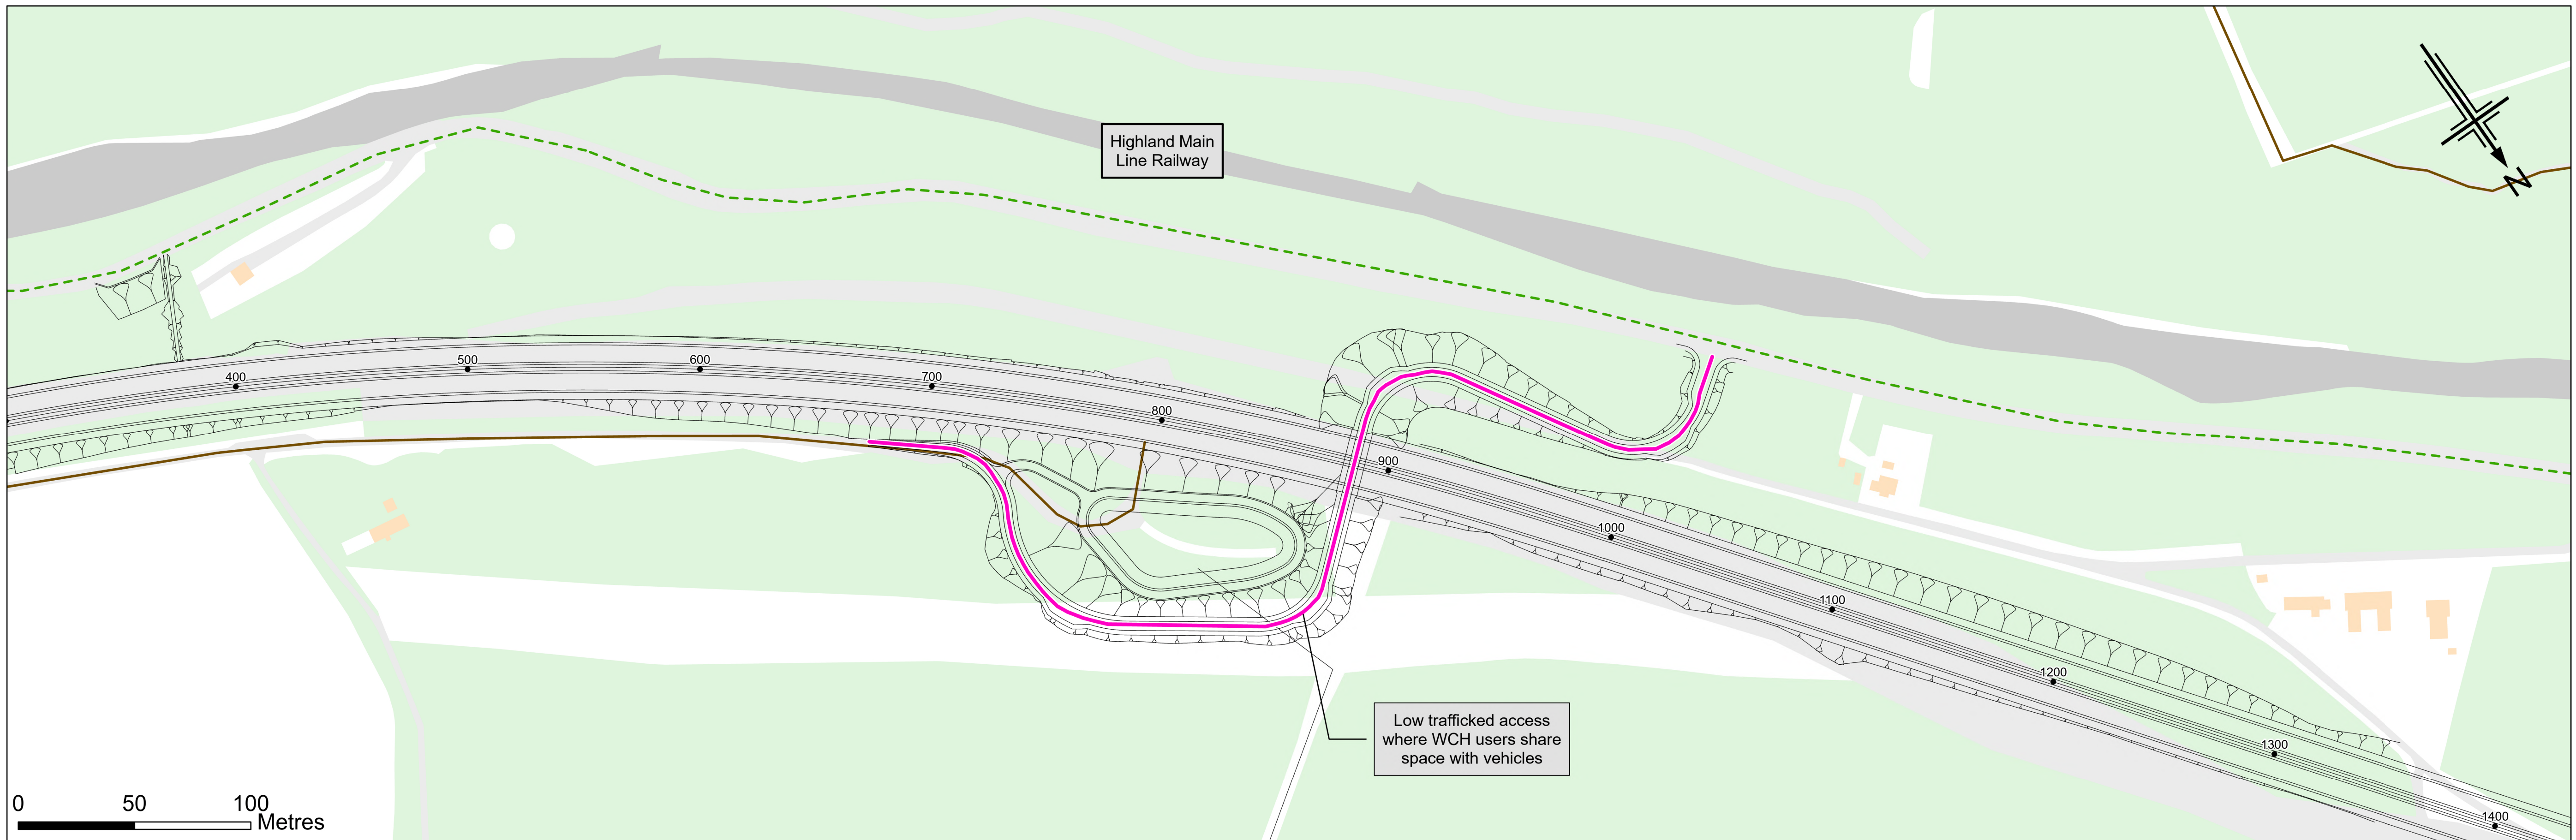 Highland Main
Line Railway
N
400
500
600
700
800
900
1000
1100
1200
1300
1400
Low trafficked access
where WCH users share
space with vehicles
0 50 100
Metres